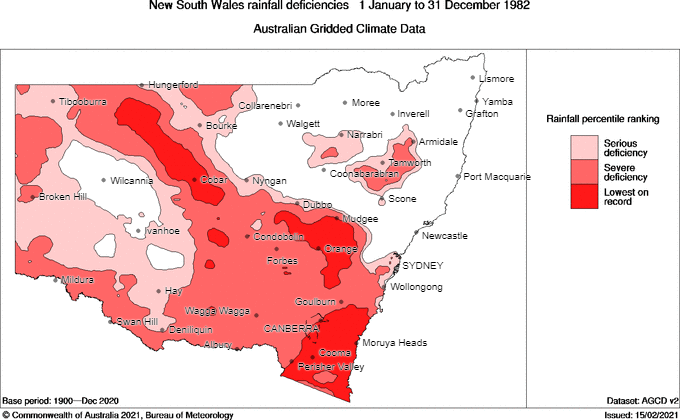 New South Wales rainfall deficiencies 1 January to 31 December 1982
Australian Gridded Climate Data
Hungerford
Lismore
Tibooburra
Collarenebri
Moree
Yamba
Inverell
Grafton
Bourke
Walgett
Narrabri
Armidale
Tamworth
Coonabarabran
Wilcannia
Cobar
Nyngan
Port Macquarie
Broken Hill
Scone
Dubbo
Mudgee
Ivanhoe
Condobolin
Newcastle
Orange
Forbes
SYDNEY
Mildura
Wollongong
Hay
Goulburn
Wagga Wagga
Swan Hill
Deniliquin
CANBERRA
Albury
Moruya Heads
Cooma
Perisher Valley
Rainfall percentile ranking
Serious
deficiency
Severe
deficiency
Lowest on
record
Base period: 1900—Dec 2020
Dataset: AGCD v2
© Commonwealth of Australia 2021, Bureau of Meteorology
Issued: 15/02/2021